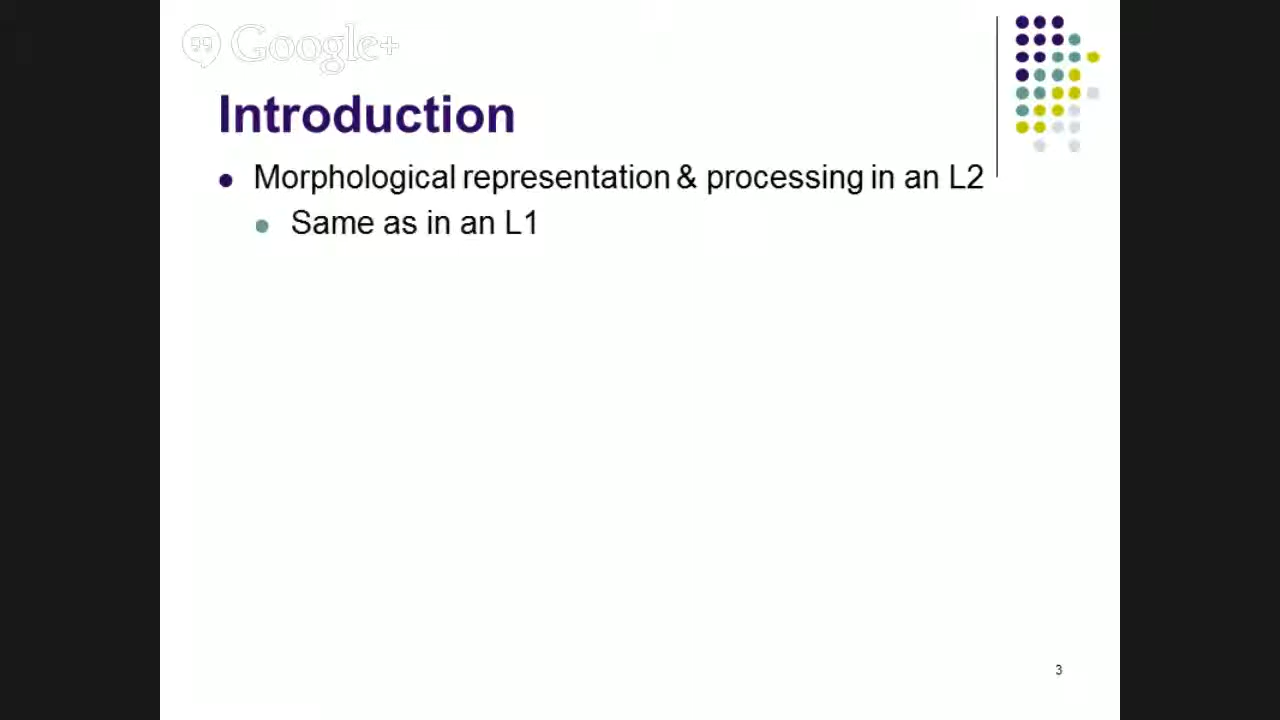 Google+
Introduction
Morphological representation & processing in an L2
Same as in an L1
3